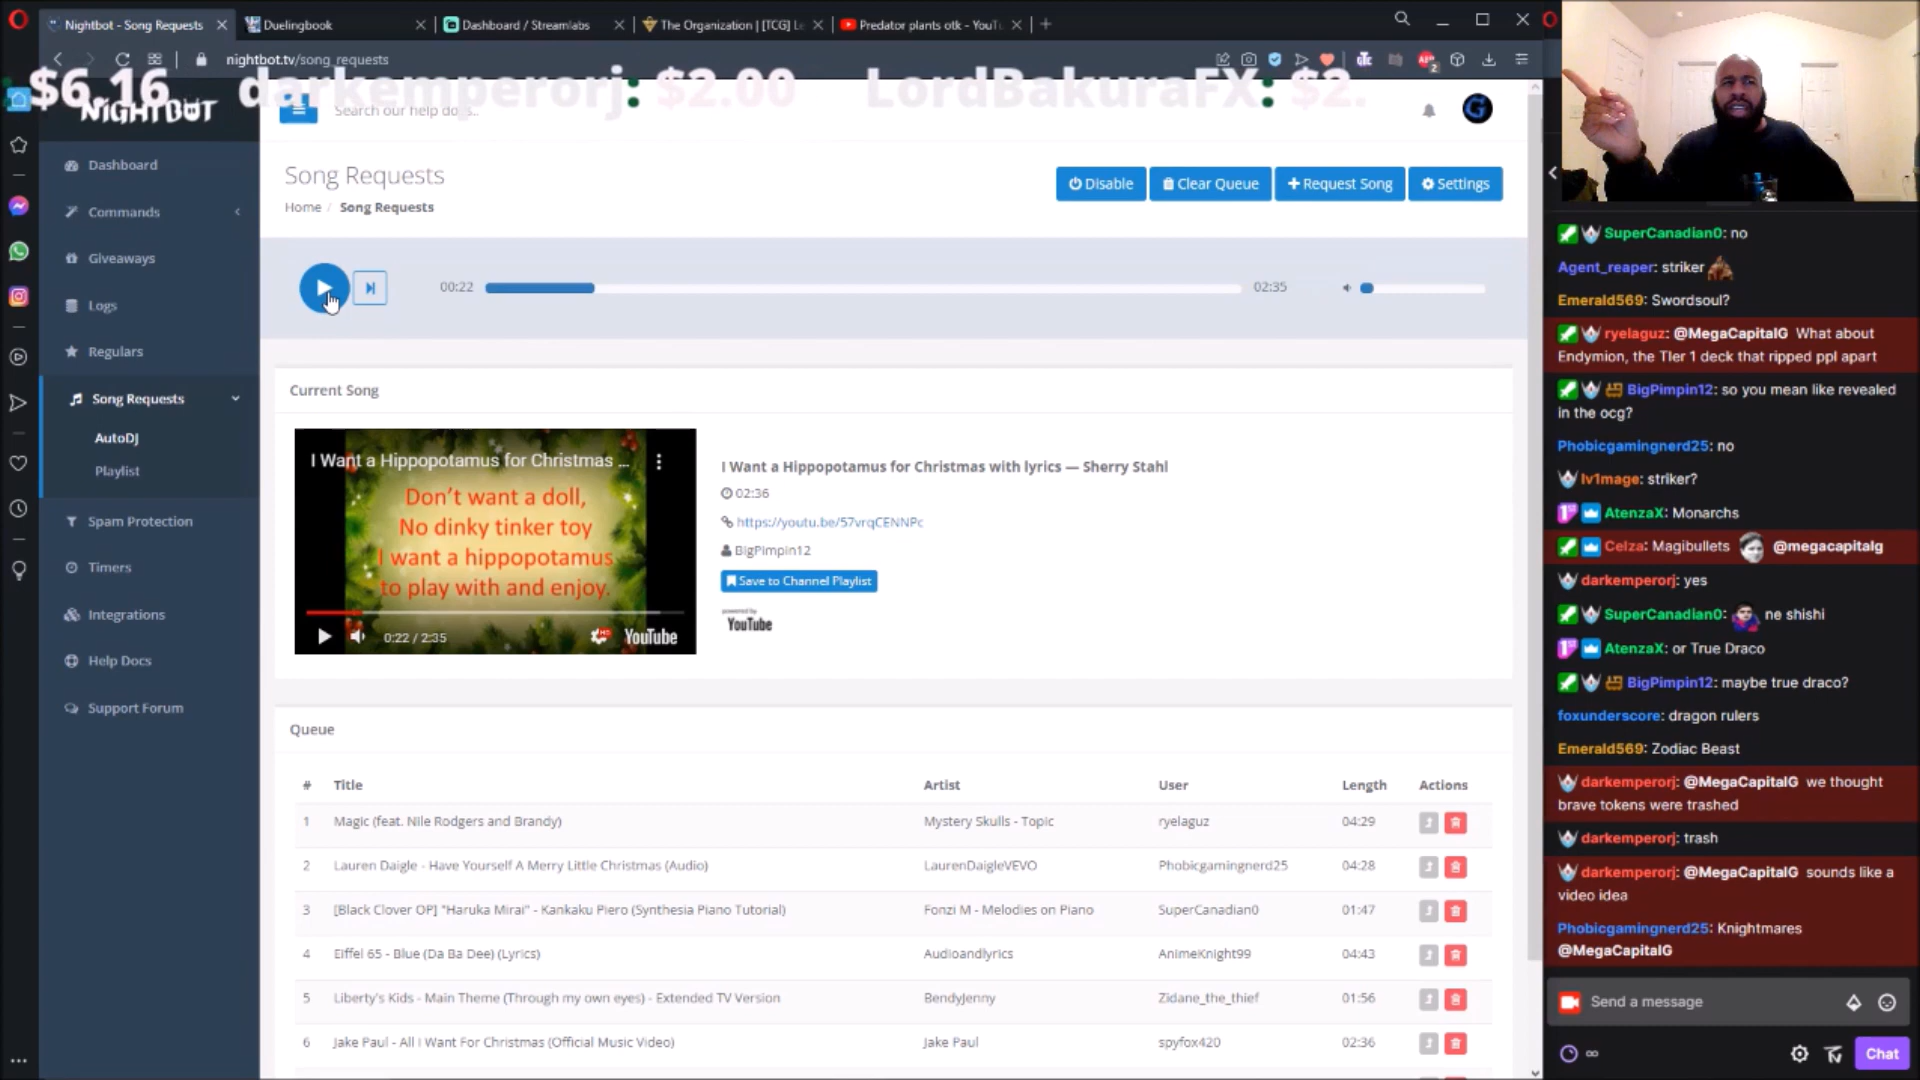 Nightbot - Song Requests
Duelingbook
Dashboard / Streamlabs
The Organization | [TCG] Le
Predator plants otk - YouTu
nightbot.tv/song_requests
$6.16 darkemperorj: $2.00 LordBakuraFX: $2.
NIGHTBOT
Search our help do s..
Dashboard
Commands
Giveaways
Logs
Regulars
Song Requests
AutoDJ
Playlist
Spam Protection
Timers
Integrations
Help Docs
Support Forum
Song Requests
Home / Song Requests
Disable
Clear Queue
Request Song
Settings
00:22
02:35
Current Song
I Want a Hippopotamus for Christmas ...
Don't want a doll,
No dinky tinker toy
I want a hippopotamus
to play with and enjoy.
0:22 / 2:35
YouTube
I Want a Hippopotamus for Christmas with lyrics — Sherry Stahl
02:36
https://youtu.be/57vrqCENNPc
BigPimpin12
Save to Channel Playlist
powered by
YouTube
Queue
# Title Artist User Length Actions
1 Magic (feat. Nile Rodgers and Brandy) Mystery Skulls - Topic ryelaguz 04:29
2 Lauren Daigle - Have Yourself A Merry Little Christmas (Audio) LaurenDaigleVEVO Phobicgamingnerd25 04:28
3 [Black Clover OP] "Haruka Mirai" - Kankaku Piero (Synthesia Piano Tutorial) Fonzi M - Melodies on Piano SuperCanadian0 01:47
4 Eiffel 65 - Blue (Da Ba Dee) (Lyrics) Audioandlyrics AnimeKnight99 04:43
5 Liberty's Kids - Main Theme (Through my own eyes) - Extended TV Version BendyJenny Zidane_the_thief 01:56
6 Jake Paul - All I Want For Christmas (Official Music Video) Jake Paul spyfox420 02:36
SuperCanadian0: no
Agent_reaper: striker
Emerald569: Swordsoul?
ryelaguz: @MegaCapitalG What about
Endymion, the TIer 1 deck that ripped ppl apart
BigPimpin12: so you mean like revealed
in the ocg?
Phobicgamingnerd25: no
lv1mage: striker?
AtenzaX: Monarchs
Celza: Magibullets @megacapitalg
darkemperorj: yes
SuperCanadian0: ne shishi
AtenzaX: or True Draco
BigPimpin12: maybe true draco?
foxunderscore: dragon rulers
Emerald569: Zodiac Beast
darkemperorj: @MegaCapitalG we thought
brave tokens were trashed
darkemperorj: trash
darkemperorj: @MegaCapitalG sounds like a
video idea
Phobicgamingnerd25: Knightmares
@MegaCapitalG
Send a message
∞
Chat